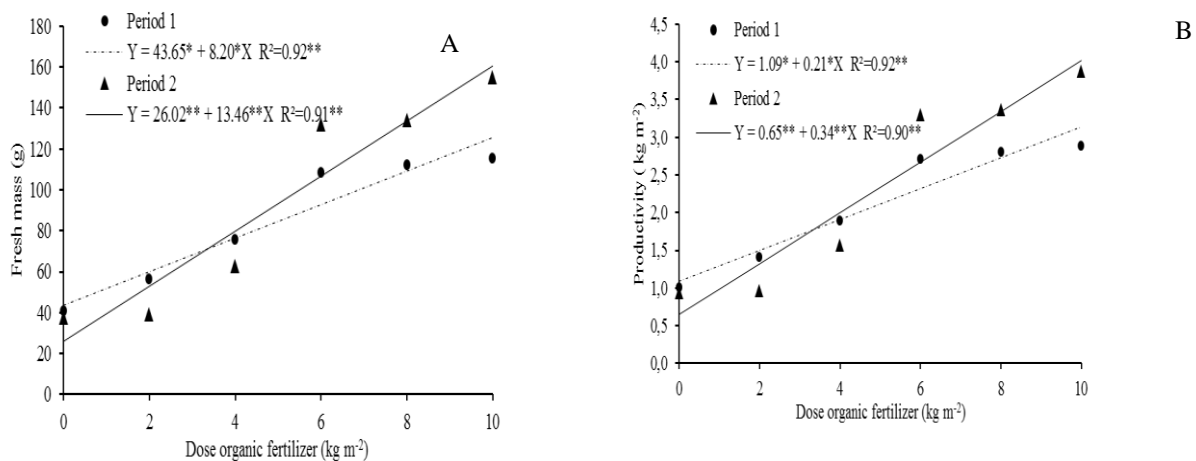 A
Period 1
Y = 43.65* + 8.20*X R²=0.92**
Period 2
Y = 26.02** + 13.46**X R²=0.91**
Fresh mass (g)
180
160
140
120
100
80
60
40
20
0
0 2 4 6 8 10
Dose organic fertilizer (kg m⁻²)
B
Period 1
Y = 1.09* + 0.21*X R²=0.92**
Period 2
Y = 0.65** + 0.34**X R²=0.90**
Productivity ( kg m⁻²)
4,5
4,0
3,5
3,0
2,5
2,0
1,5
1,0
0,5
0,0
0 2 4 6 8 10
Dose organic fertilizer (kg m⁻²)